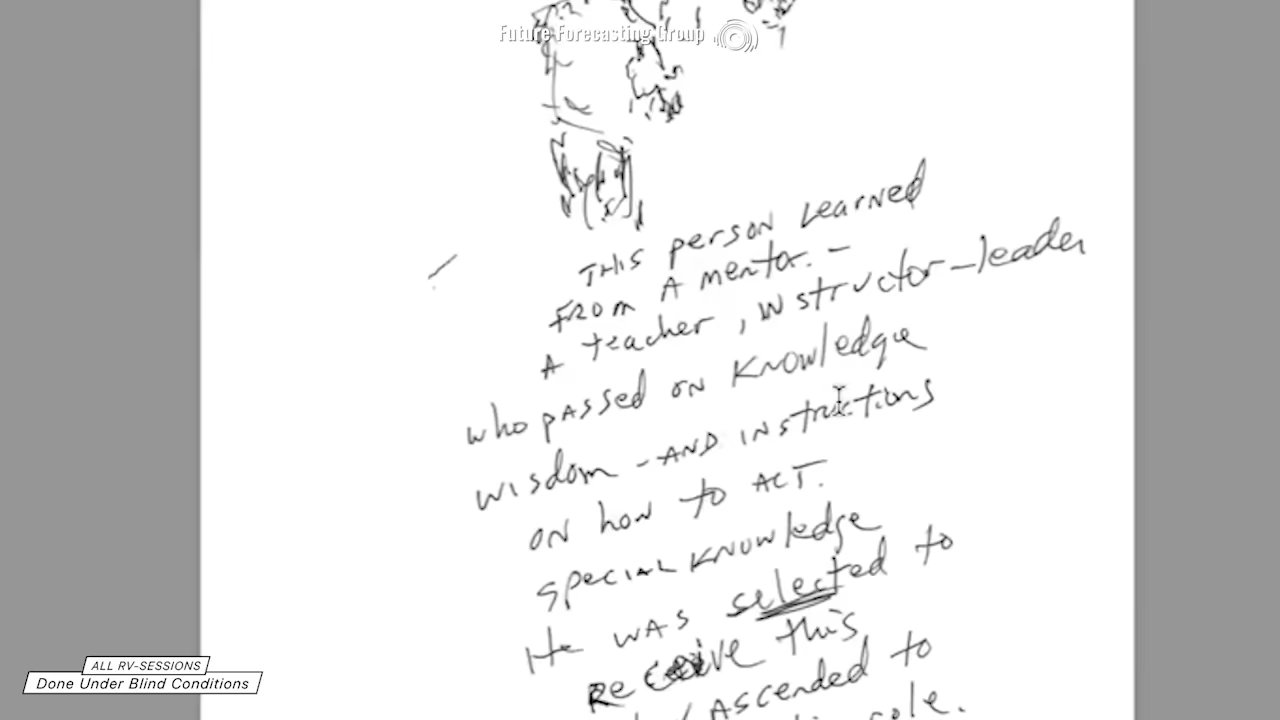 Future Forecasting Group
THIS person Learned
FROM A mentor. -
A teacher, INstructor-leader
who pASSed ON Knowledge
wisdom - AND INstructions
ON how to ACT.
special KNowledge
He WAS selected to
Receive this
Ascended to
role.
ALL RV-SESSIONS
Done Under Blind Conditions